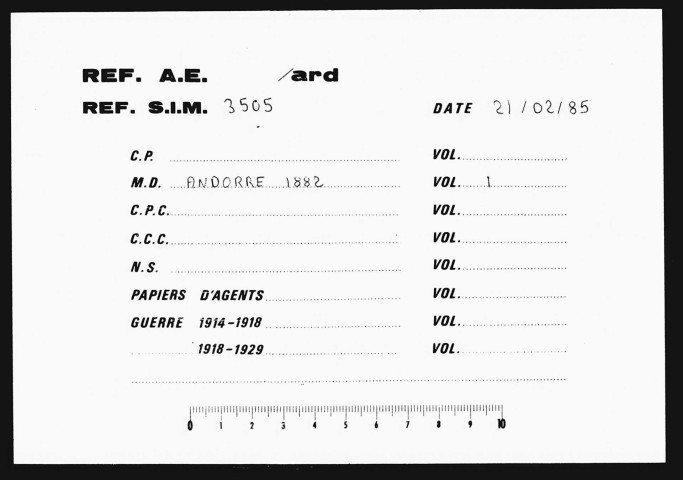 REF. A.E. /ard
REF. S.I.M. 3505 DATE 21/02/85
C.P. VOL.
M.D. ANDORRE 1882 VOL. 1
C.P.C. VOL.
C.C.C. VOL.
N.S. VOL.
PAPIERS D'AGENTS VOL.
GUERRE 1914-1918 VOL.
1918-1929 VOL.
0 1 2 3 4 5 6 7 8 9 10